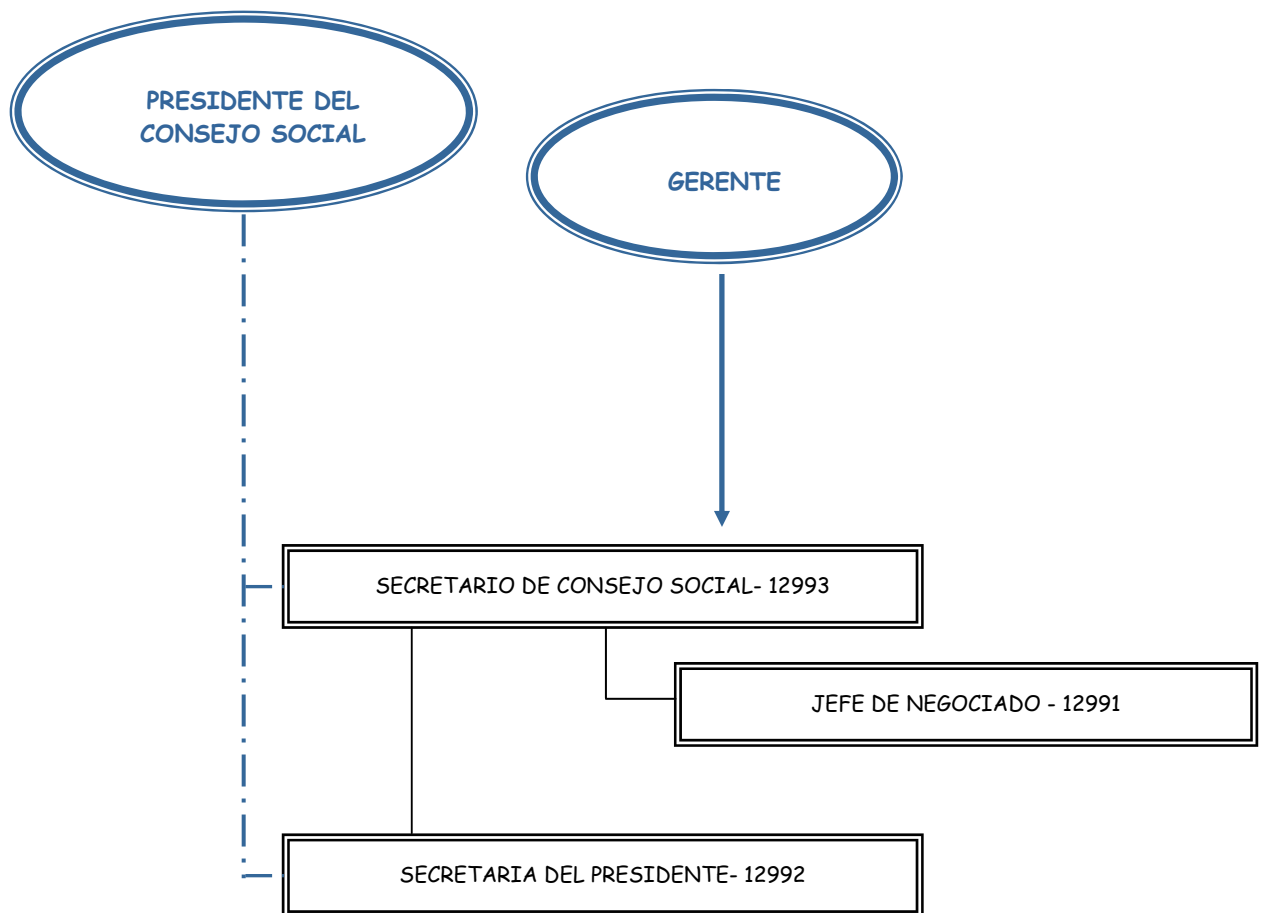 PRESIDENTE DEL
CONSEJO SOCIAL
GERENTE
SECRETARIO DE CONSEJO SOCIAL- 12993
JEFE DE NEGOCIADO - 12991
SECRETARIA DEL PRESIDENTE- 12992